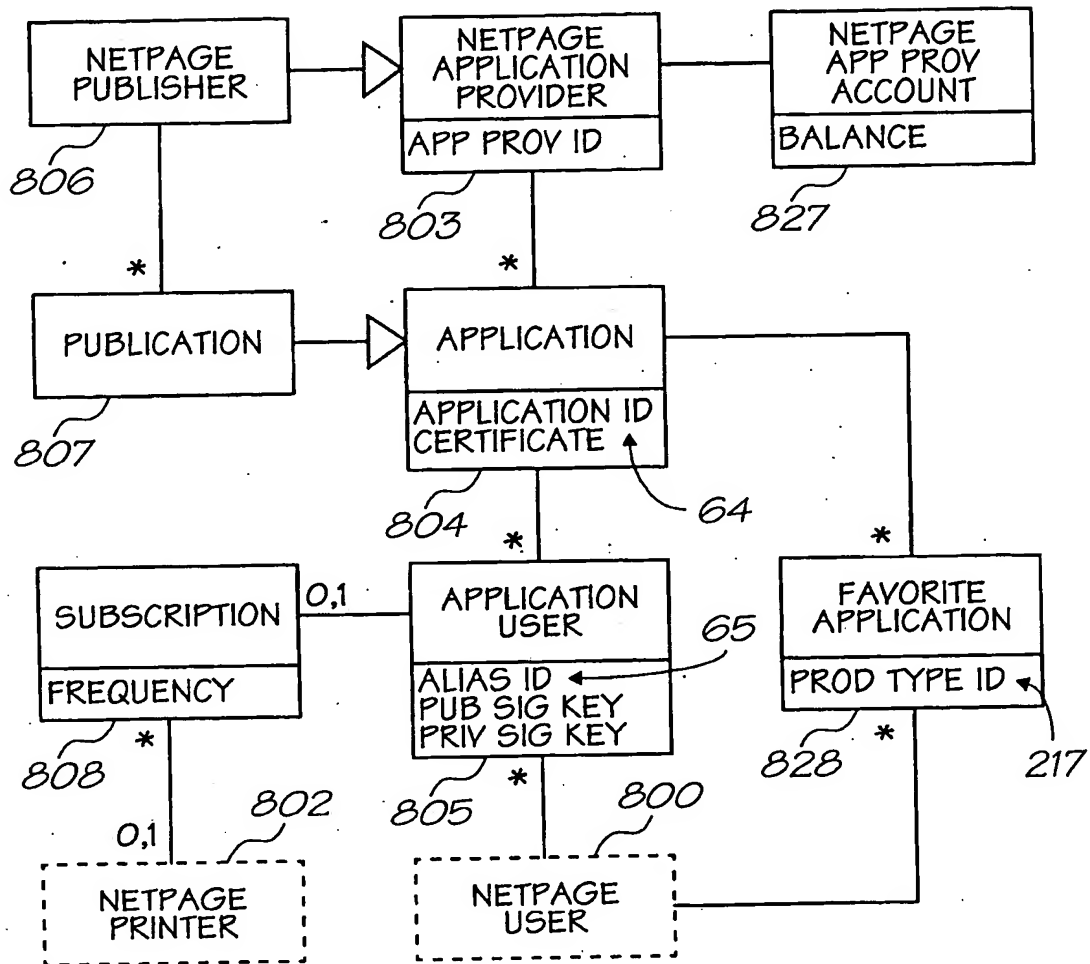 NETPAGE
PUBLISHER
806
NETPAGE
APPLICATION
PROVIDER
APP PROV ID
803
NETPAGE
APP PROV
ACCOUNT
BALANCE
827
*
*
PUBLICATION
807
APPLICATION
APPLICATION ID
CERTIFICATE
804
64
*
*
SUBSCRIPTION
FREQUENCY
808
0,1
APPLICATION
USER
ALIAS ID
PUB SIG KEY
PRIV SIG KEY
805
65
FAVORITE
APPLICATION
PROD TYPE ID
828
217
*
*
*
0,1
802
NETPAGE
PRINTER
800
NETPAGE
USER